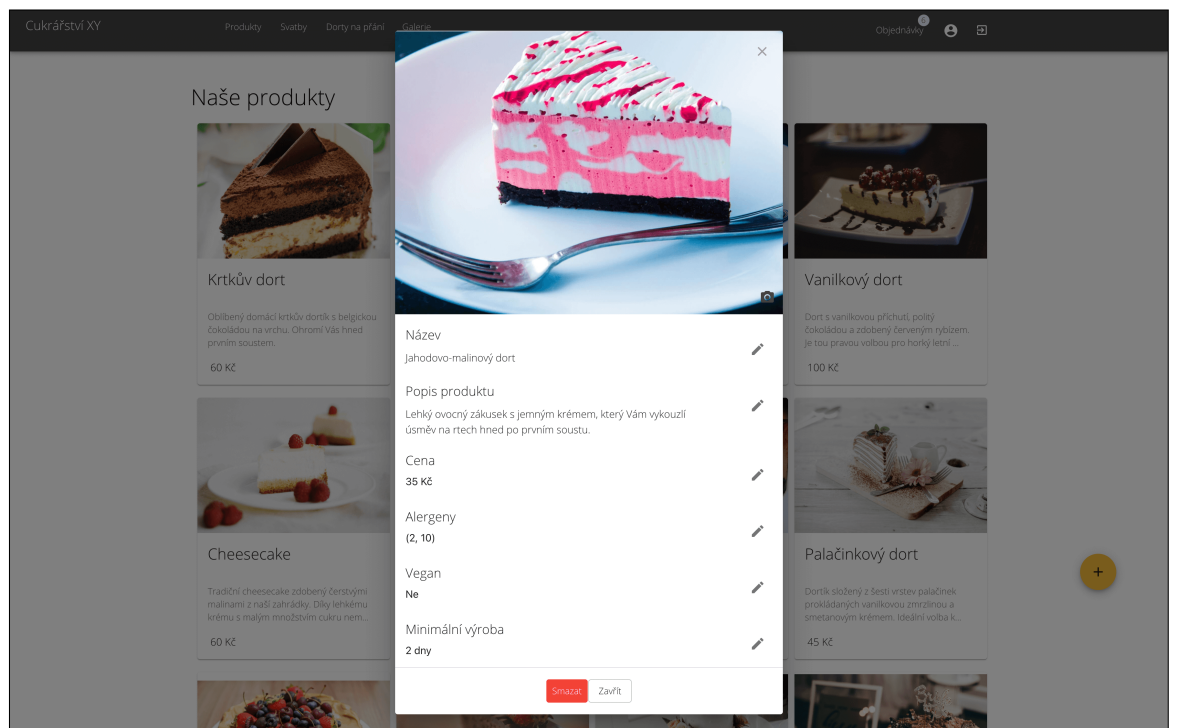 Cukrářství XY
Produkty
Svatby
Dorty na přání
Galerie
Objednávky
6
Naše produkty
Krtkův dort
Oblíbený domácí krtkův dortík s belgickou
čokoládou na vrchu. Ohromí Vás hned
prvním soustem.
60 Kč
Vanilkový dort
Dort s vanilkovou příchutí, politý
čokoládou a zdobený červeným rybízem.
Je tou pravou volbou pro horký letní ...
100 Kč
Cheesecake
Tradiční cheesecake zdobený čerstvými
malinami z naší zahrádky. Díky lehkému
krému s malým množstvím cukru nem...
60 Kč
Palačinkový dort
Dortík složený z šesti vrstev palačinek
prokládaných vanilkovou zmrzlinou a
smetanovým krémem. Ideální volba k...
45 Kč
Název
Jahodovo-malinový dort
Popis produktu
Lehký ovocný zákusek s jemným krémem, který Vám vykouzlí
úsměv na rtech hned po prvním soustu.
Cena
35 Kč
Alergeny
(2, 10)
Vegan
Ne
Minimální výroba
2 dny
Smazat
Zavřít